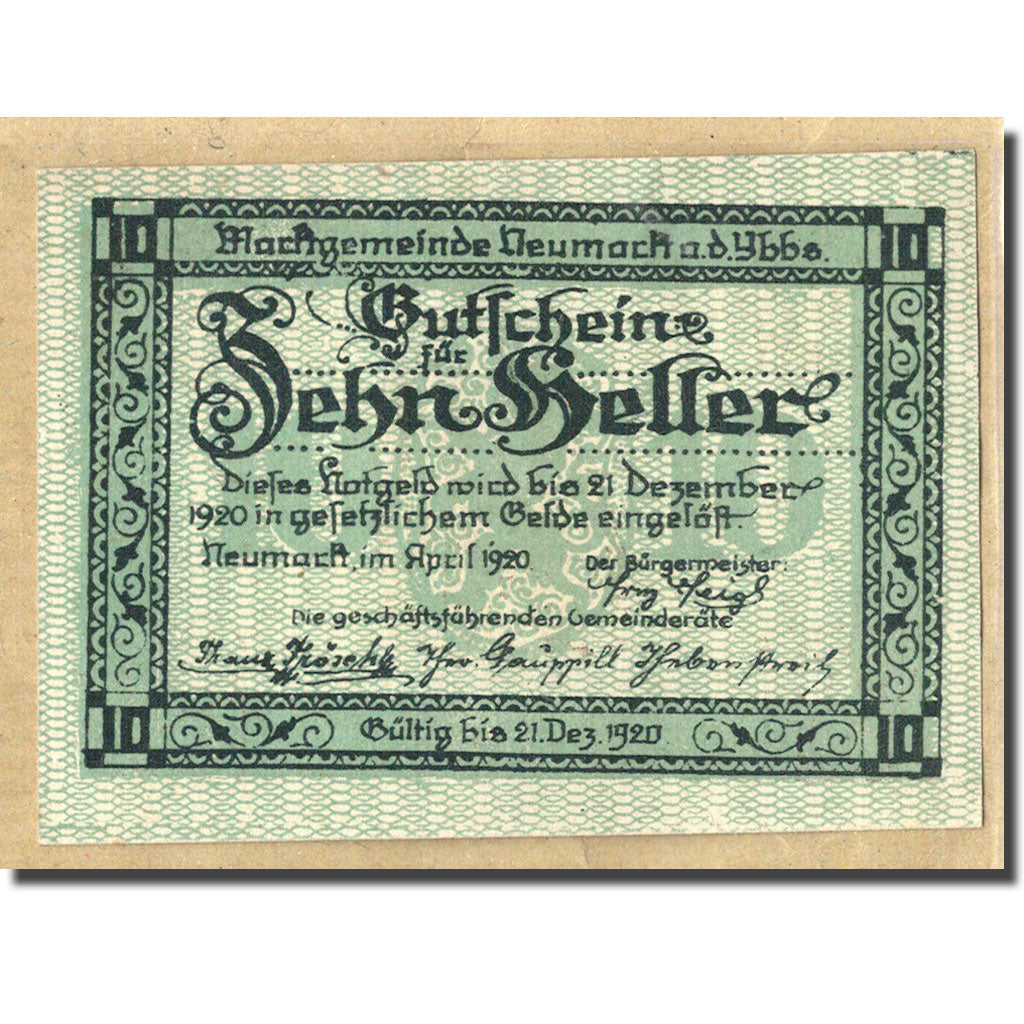 10 Marktgemeinde Neumarkt a.d. Ybbs. 10
Gutschein
für
Zehn Heller
Dieses Notgeld wird bis 21 Dezember
1920 in gesetzlichem Gelde eingelöst.
Neumarkt, im April 1920.
Der Bürgermeister:
Die geschäftsführenden Gemeinderäte
Franz
10 Gültig bis 21. Dez. 1920. 10